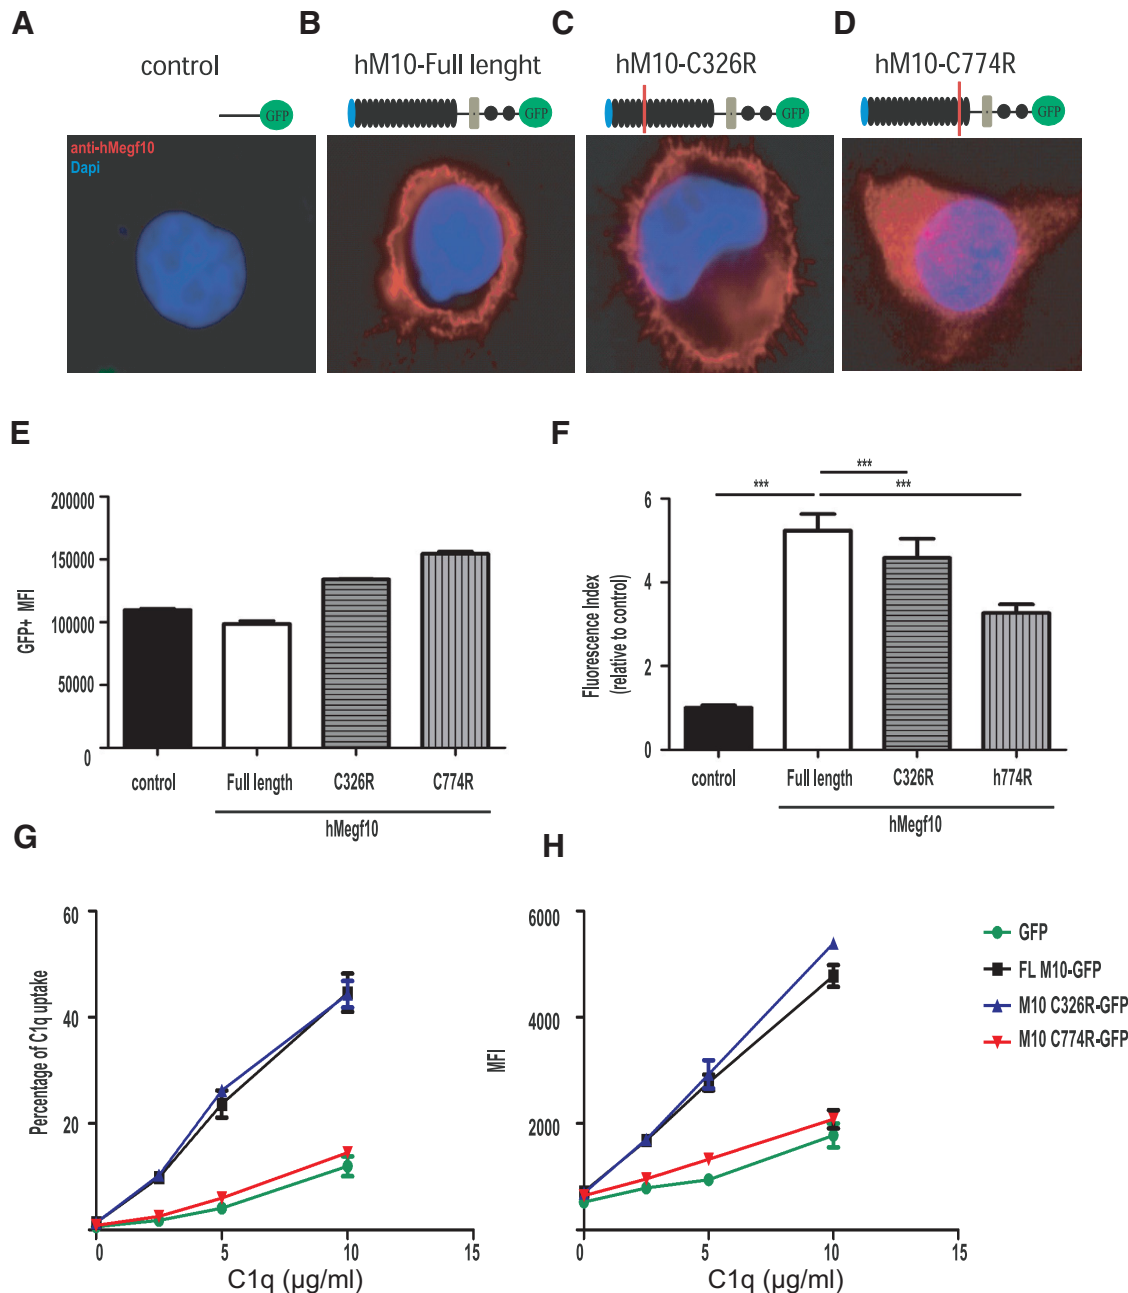 A
B
C
D
control
hM10-Full lenght
hM10-C326R
hM10-C774R
GFP
GFP
GFP
GFP
anti-hMegf10
Dapi
E
F
200000
150000
100000
50000
0
GFP+ MFI
control
Full length
C326R
C774R
hMegf10
***
***
***
6
4
2
0
Fluorescence Index
(relative to control)
control
Full length
C326R
h774R
hMegf10
G
H
60
40
20
Percentage of C1q uptake
0
5
10
15
C1q (µg/ml)
6000
4000
2000
MFI
0
5
10
15
C1q (µg/ml)
GFP
FL M10-GFP
M10 C326R-GFP
M10 C774R-GFP